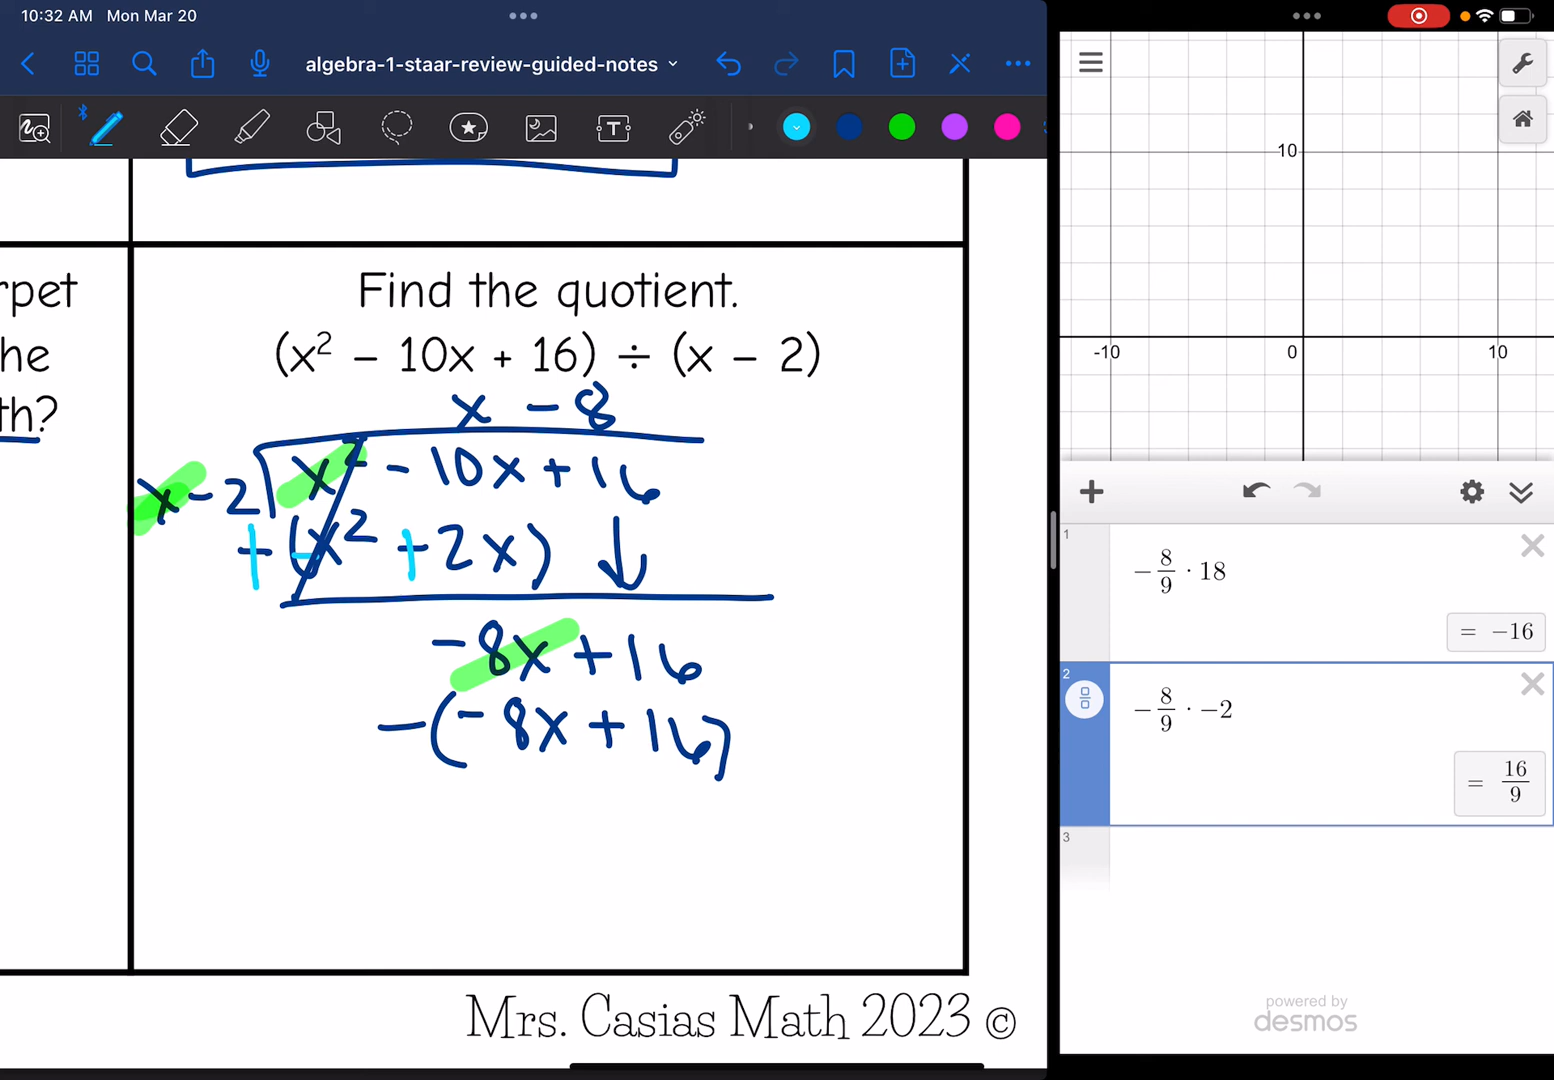 10:32 AM Mon Mar 20
algebra-1-staar-review-guided-notes
T
rpet
he
th?
Find the quotient.
(x² − 10x + 16) ÷ (x − 2)
x − 8
x − 2 x² − 10x + 16
+ (-x² + 2x)
−8x + 16
−(−8x + 16)
Mrs. Casias Math 2023 ©
10
-10 0 10
1
−8/9 · 18
= −16
2
−8/9 · −2
= 16/9
3
powered by
desmos